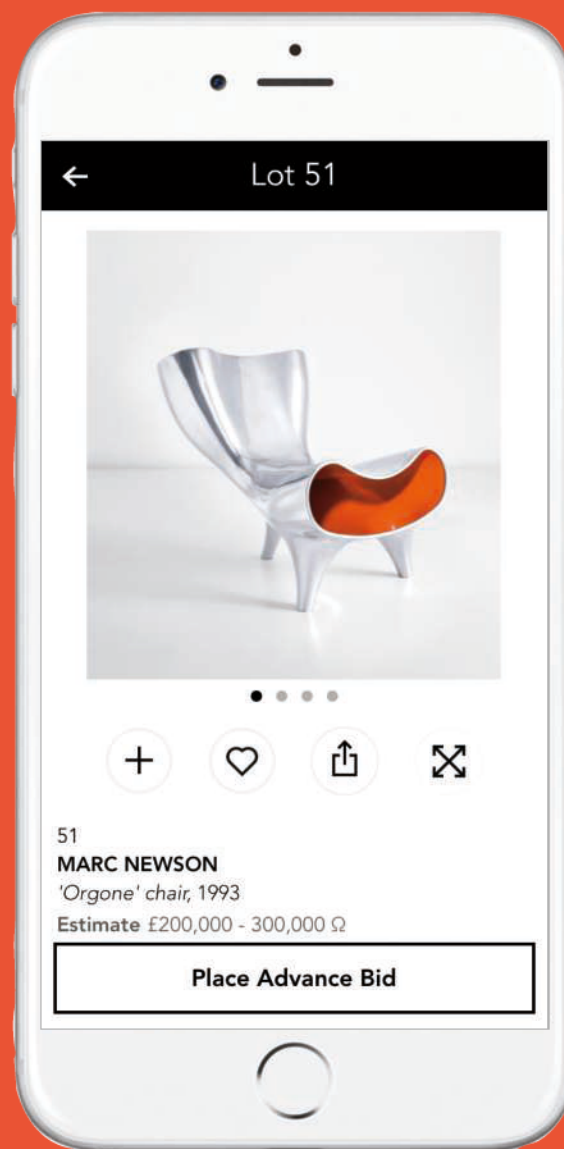 Lot 51
51
MARC NEWSON
'Orgone' chair, 1993
Estimate £200,000 - 300,000 Ω
Place Advance Bid